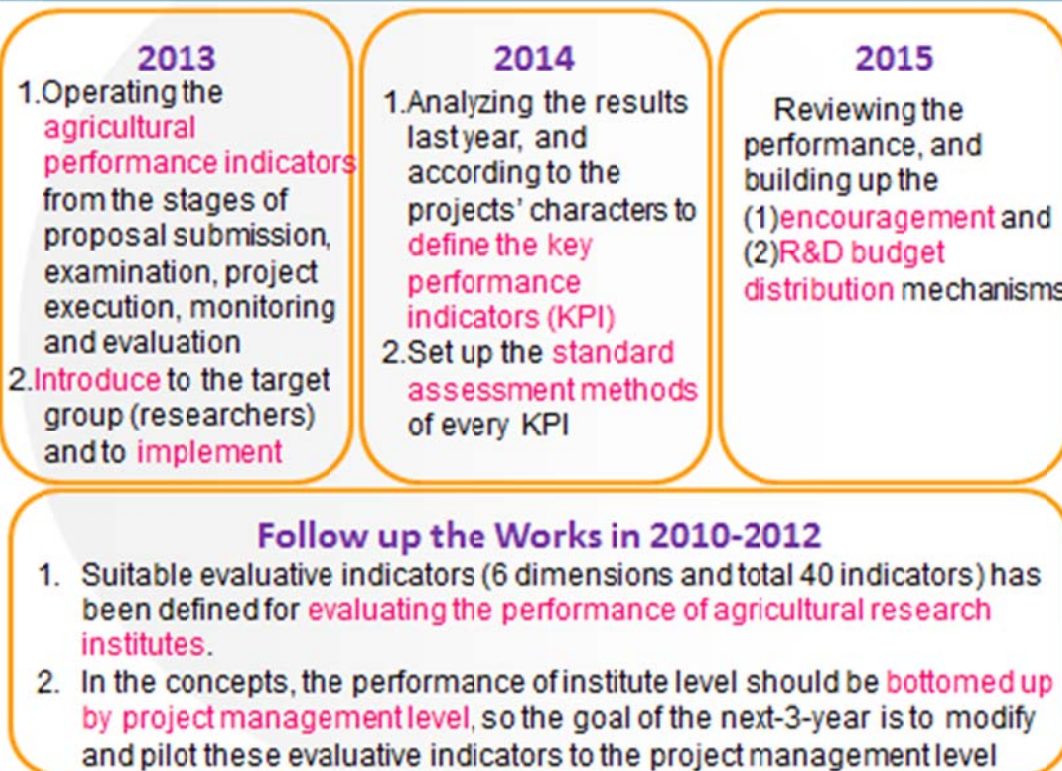 2013
1.Operating the
agricultural
performance indicators
from the stages of
proposal submission,
examination, project
execution, monitoring
and evaluation
2.Introduce to the target
group (researchers)
and to implement
2014
1.Analyzing the results
last year, and
according to the
projects' characters to
define the key
performance
indicators (KPI)
2.Set up the standard
assessment methods
of every KPI
2015
Reviewing the
performance, and
building up the
(1)encouragement and
(2)R&D budget
distribution mechanisms
Follow up the Works in 2010-2012
1. Suitable evaluative indicators (6 dimensions and total 40 indicators) has
been defined for evaluating the performance of agricultural research
institutes.
2. In the concepts, the performance of institute level should be bottomed up
by project management level, so the goal of the next-3-year is to modify
and pilot these evaluative indicators to the project management level